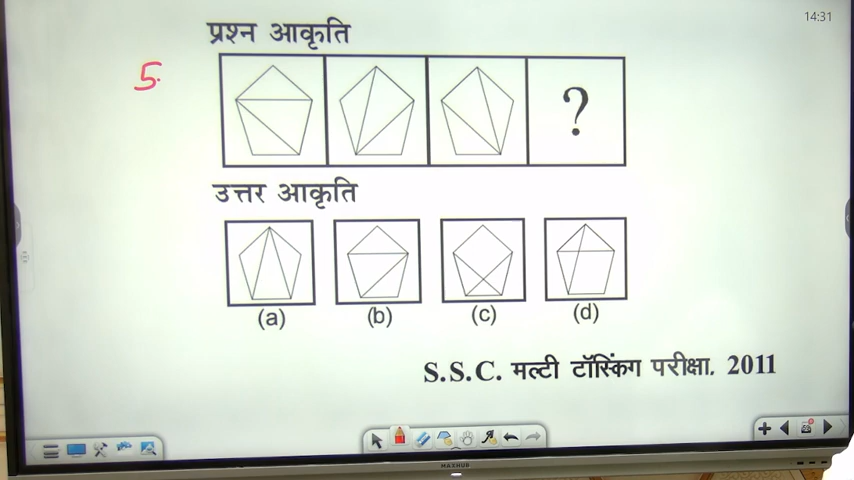 14:31
प्रश्न आकृति
5.
?
उत्तर आकृति
(a) (b) (c) (d)
S.S.C. मल्टी टॉस्किंग परीक्षा. 2011
MAXHUB